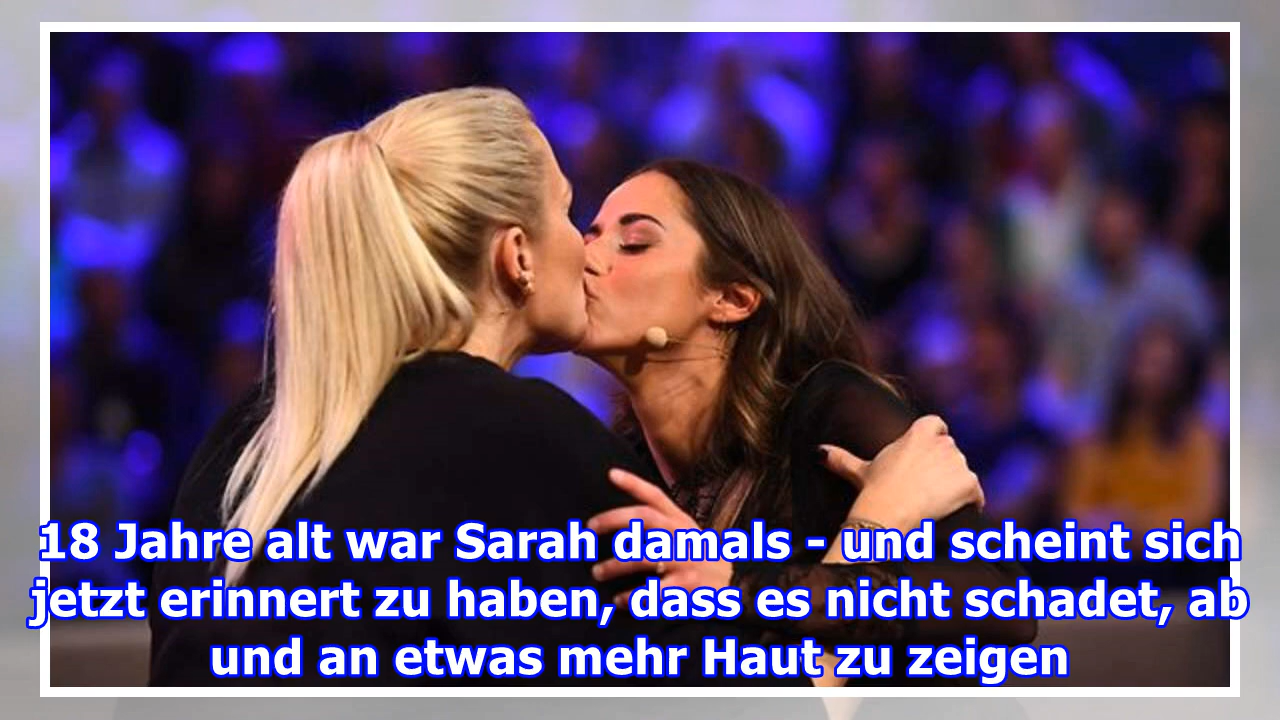 18 Jahre alt war Sarah damals - und scheint sich
jetzt erinnert zu haben, dass es nicht schadet, ab
und an etwas mehr Haut zu zeigen